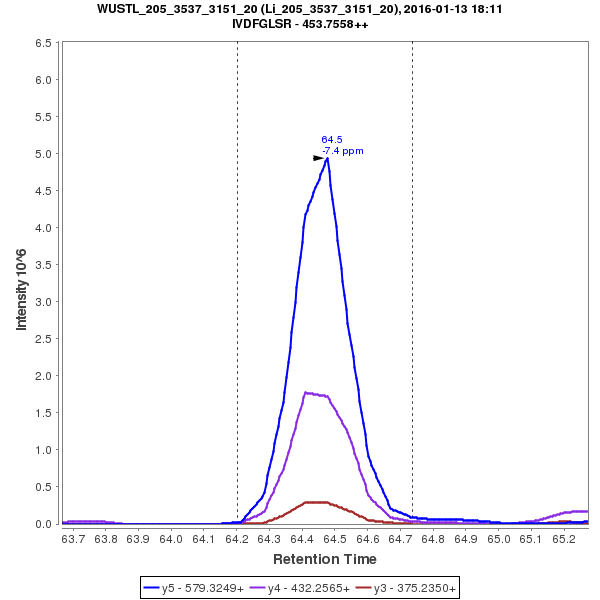 WUSTL_205_3537_3151_20 (Li_205_3537_3151_20), 2016-01-13 18:11
IVDFGLSR - 453.7558++
6.5
6.0
5.5
5.0
4.5
4.0
3.5
3.0
2.5
2.0
1.5
1.0
0.5
0.0
Intensity 10^6
64.5
-7.4 ppm
63.7 63.8 63.9 64.0 64.1 64.2 64.3 64.4 64.5 64.6 64.7 64.8 64.9 65.0 65.1 65.2
Retention Time
y5 - 579.3249+ y4 - 432.2565+ y3 - 375.2350+